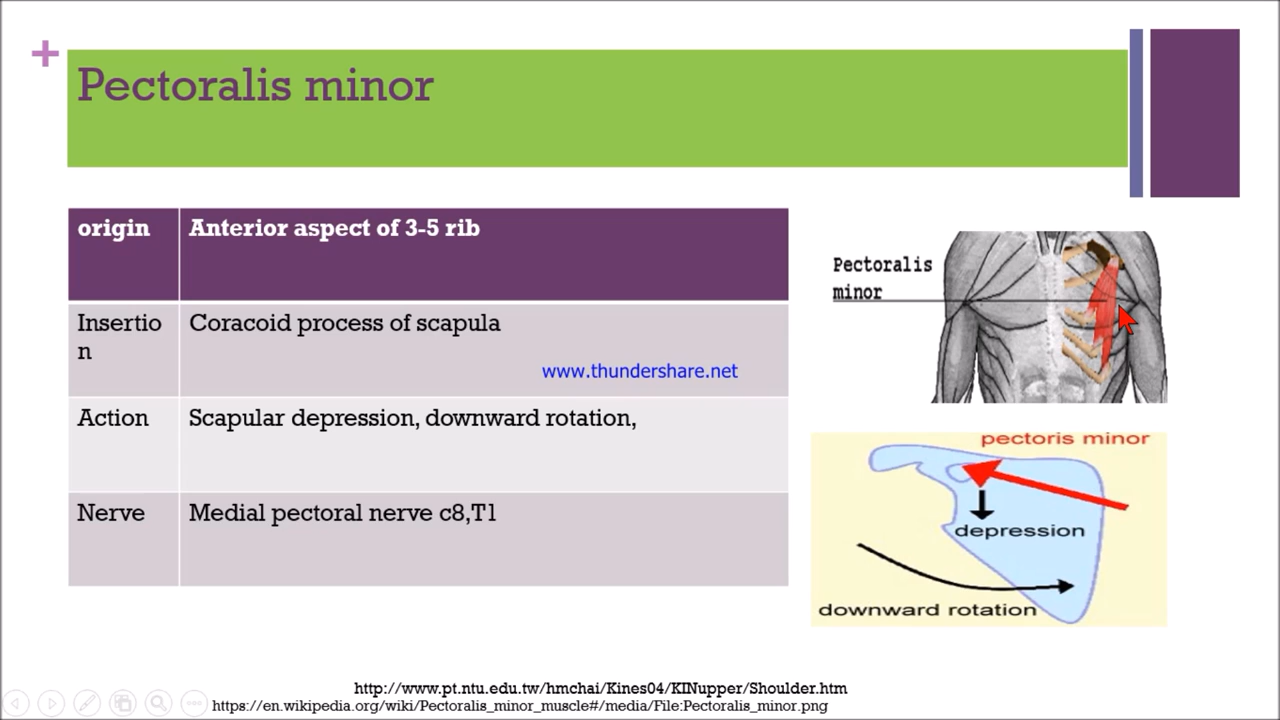 +
Pectoralis minor
origin
Anterior aspect of 3-5 rib
Insertio
n
Coracoid process of scapula
www.thundershare.net
Action
Scapular depression, downward rotation,
Nerve
Medial pectoral nerve c8,T1
Pectoralis
minor
pectoris minor
depression
downward rotation
http://www.pt.ntu.edu.tw/hmchai/Kines04/KINupper/Shoulder.htm
https://en.wikipedia.org/wiki/Pectoralis_minor_muscle#/media/File:Pectoralis_minor.png